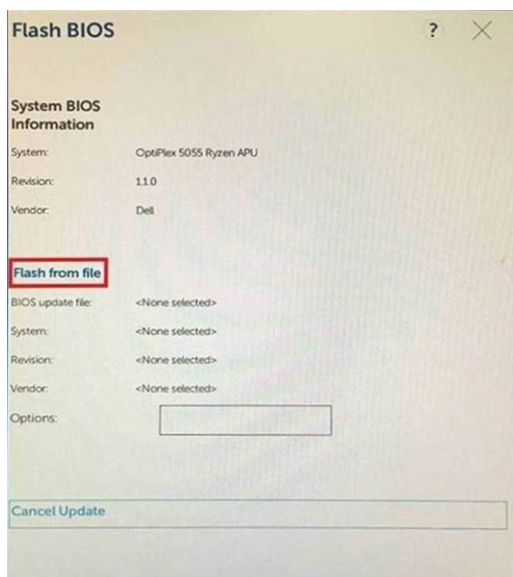 Flash BIOS ?
System BIOS
Information
System: OptiPlex 5055 Ryzen APU
Revision: 1.1.0
Vendor: Dell
Flash from file
BIOS update file: <None selected>
System: <None selected>
Revision: <None selected>
Vendor: <None selected>
Options:
Cancel Update